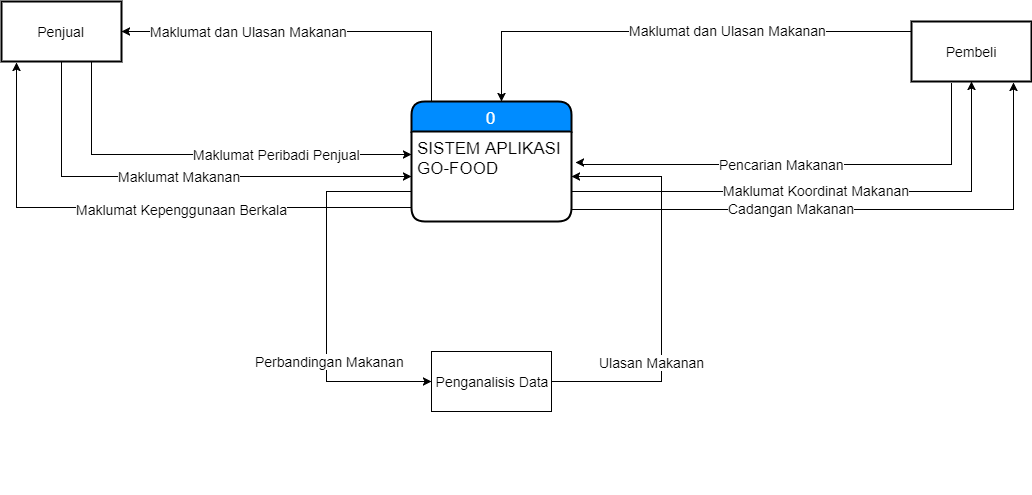 Penjual
Maklumat dan Ulasan Makanan
Maklumat dan Ulasan Makanan
Pembeli
0
SISTEM APLIKASI
GO-FOOD
Maklumat Peribadi Penjual
Maklumat Makanan
Maklumat Kepenggunaan Berkala
Pencarian Makanan
Maklumat Koordinat Makanan
Cadangan Makanan
Perbandingan Makanan
Ulasan Makanan
Penganalisis Data